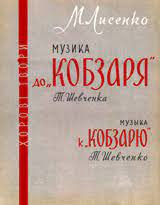 М. Лисенко
ХОРОВІ ТВОРИ
МУЗИКА
до „КОБЗАРЯ"
Т. Шевченка
МУЗЫКА
к „КОБЗАРЮ"
Т. Шевченко